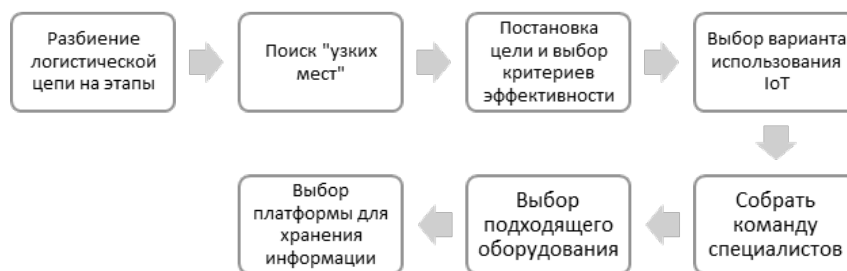 Разбиение
логистической
цепи на этапы
Поиск "узких
мест"
Постановка
цели и выбор
критериев
эффективности
Выбор варианта
использования
IoT
Собрать
команду
специалистов
Выбор
подходящего
оборудования
Выбор
платформы для
хранения
информации